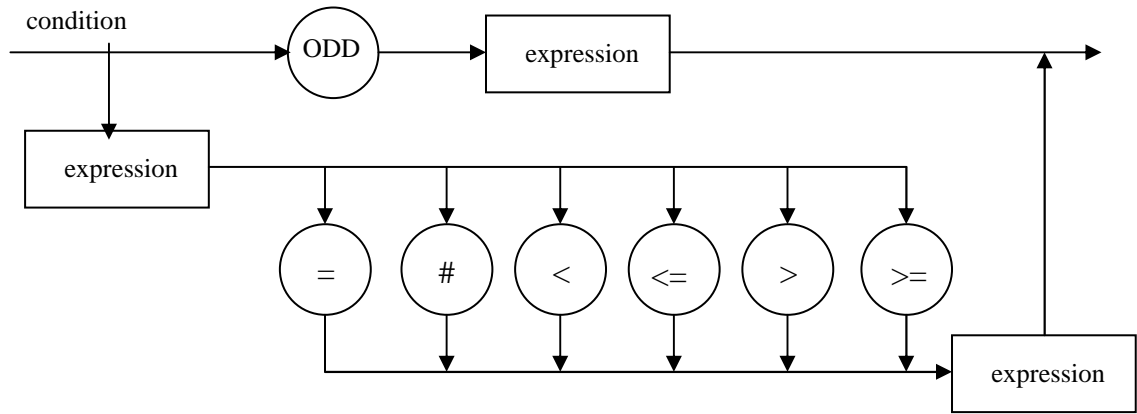 condition
ODD
expression
expression
= # < <= > >=
expression